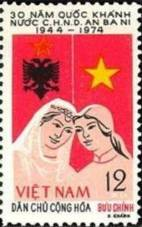 30 NĂM QUỐC KHÁNH
NƯỚC C.H.N.D. AN BA NI
1944 - 1974
12
VIỆT NAM
DÂN CHỦ CỘNG HÒA BƯU CHÍNH